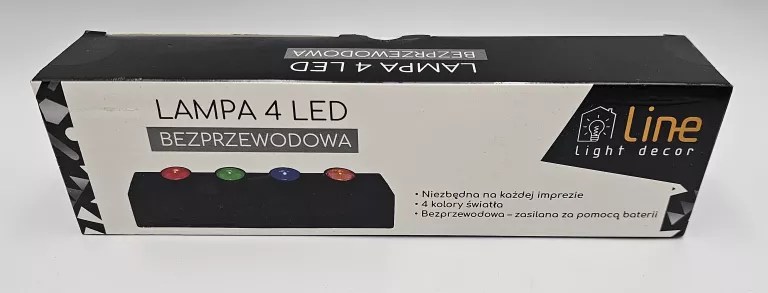 LAMPA 4 LED
BEZPRZEWODOWA
LAMPA 4 LED
BEZPRZEWODOWA
line
light decor
• Niezbędna na każdej imprezie
• 4 kolory światła
• Bezprzewodowa – zasilana za pomocą baterii